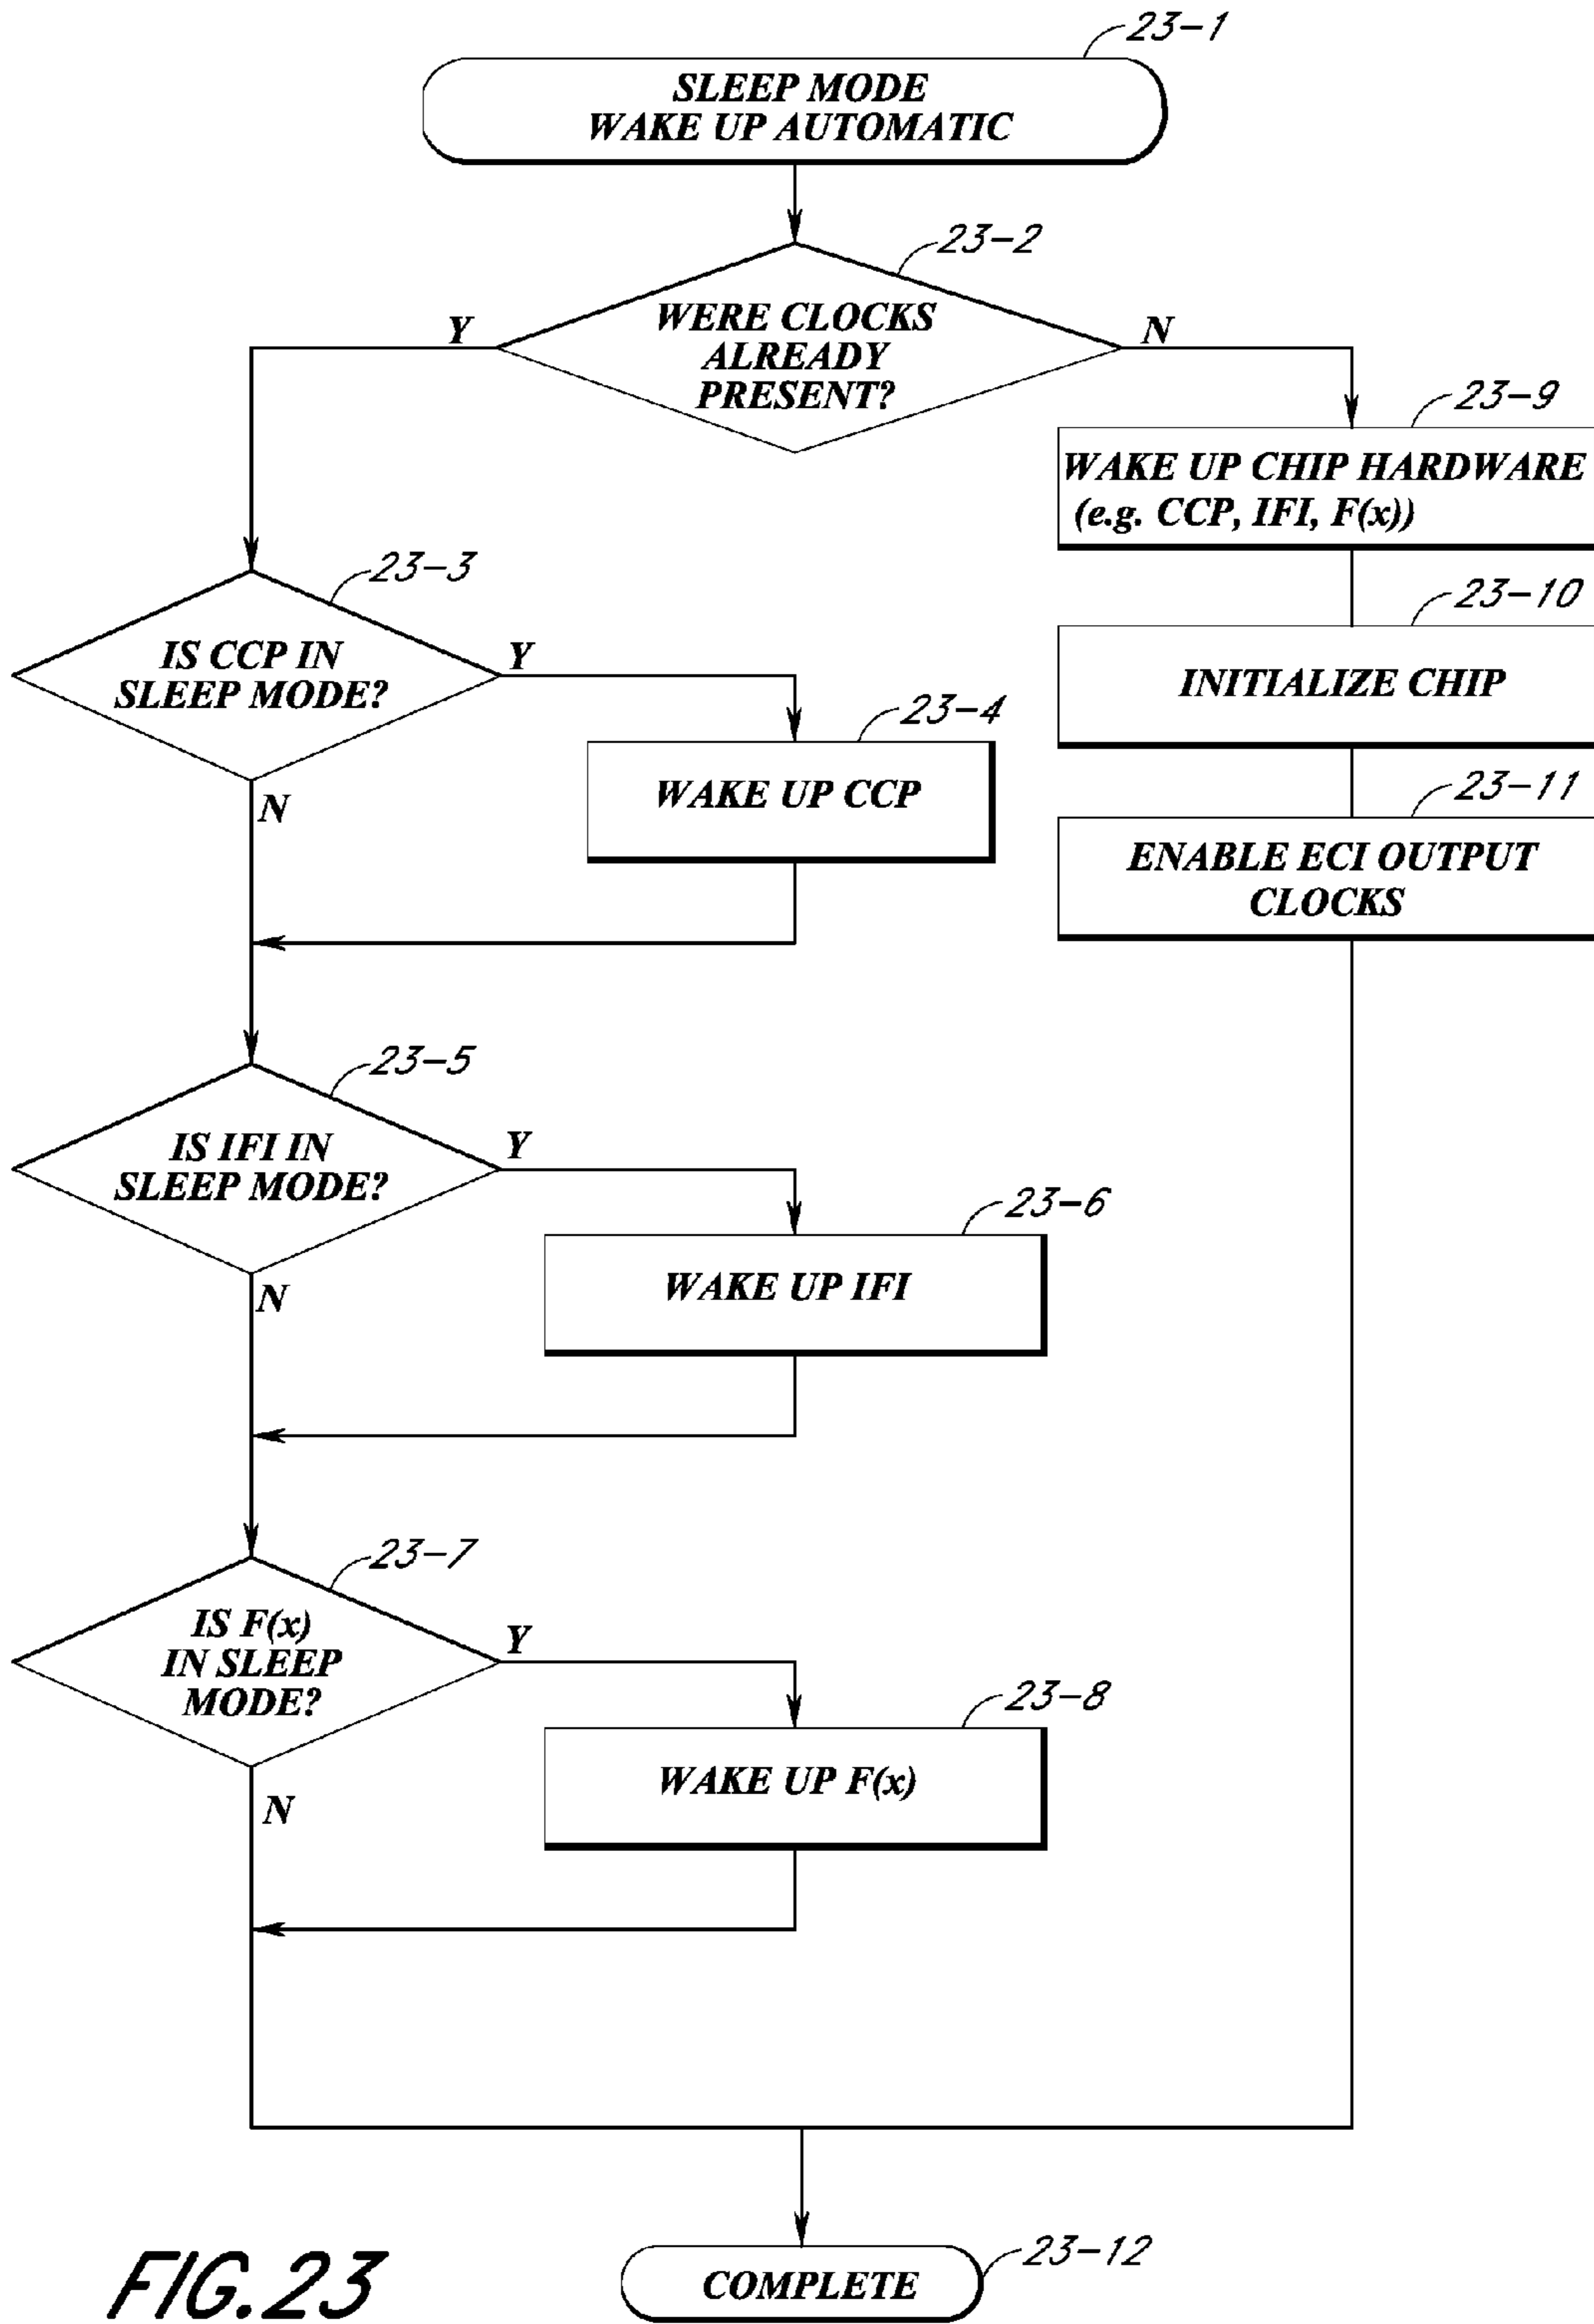 23-1
SLEEP MODE
WAKE UP AUTOMATIC
23-2
WERE CLOCKS
ALREADY
PRESENT?
Y
N
23-9
WAKE UP CHIP HARDWARE
(e.g. CCP, IFI, F(x))
23-3
IS CCP IN
SLEEP MODE?
Y
N
23-10
INITIALIZE CHIP
23-4
WAKE UP CCP
23-11
ENABLE ECI OUTPUT
CLOCKS
23-5
IS IFI IN
SLEEP MODE?
Y
N
23-6
WAKE UP IFI
23-7
IS F(x)
IN SLEEP
MODE?
Y
N
23-8
WAKE UP F(x)
23-12
COMPLETE
FIG.23